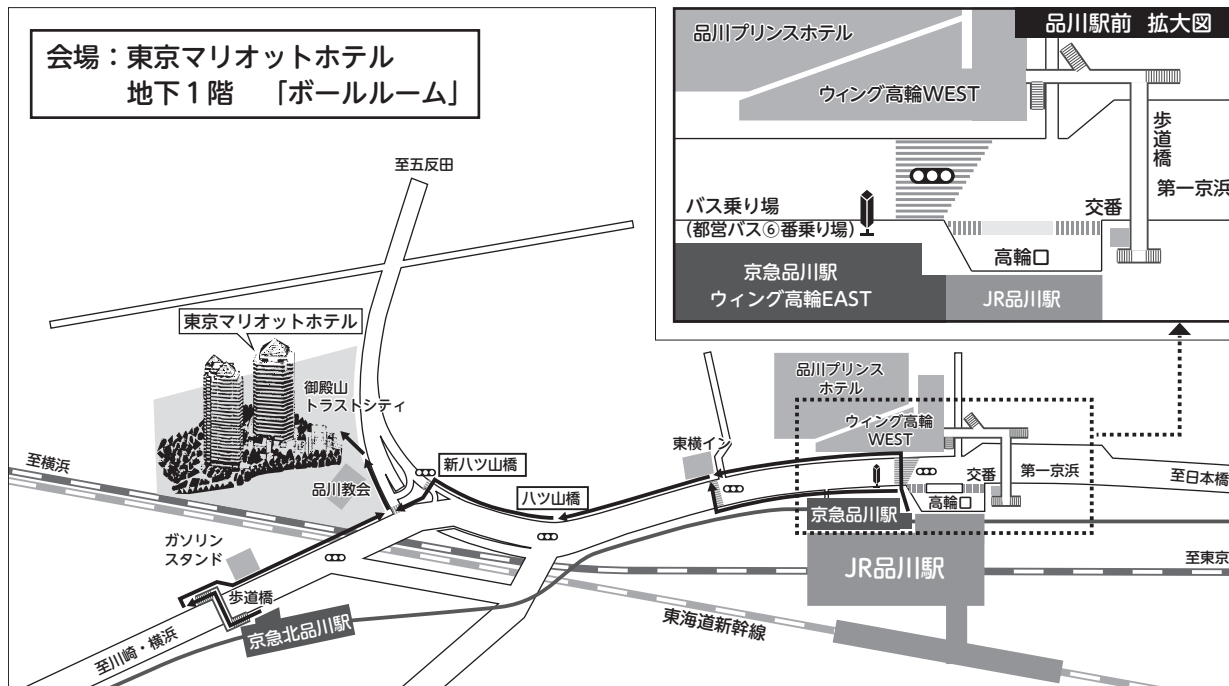 会場：東京マリオットホテル
地下1階 「ボールルーム」
品川駅前 拡大図
品川プリンスホテル
ウィング高輪WEST
歩道橋
第一京浜
バス乗り場
(都営バス⑥番乗り場)
交番
高輪口
京急品川駅
ウィング高輪EAST
JR品川駅
至五反田
東京マリオットホテル
御殿山
トラストシティ
品川教会
至横浜
新八ツ山橋
八ツ山橋
東横イン
品川プリンス
ホテル
ウィング高輪
WEST
交番
第一京浜
高輪口
至日本橋
京急品川駅
JR品川駅
至東京
ガソリン
スタンド
歩道橋
京急北品川駅
至川崎・横浜
東海道新幹線